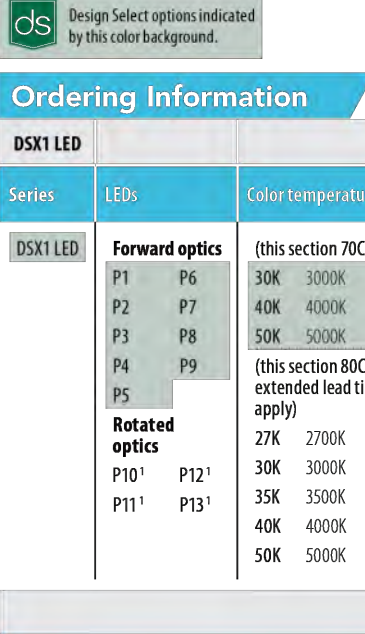 ds
Design Select options indicated
by this color background.
Ordering Information
DSX1 LED
Series LEDs
DSX1 LED
Forward optics
P1 P6
P2 P7
P3 P8
P4 P9
P5
Rotated
optics
P10¹ P12¹
P11¹ P13¹
Color temperatu
(this section 70C
30K 3000K
40K 4000K
50K 5000K
(this section 80C
extended lead ti
apply)
27K 2700K
30K 3000K
35K 3500K
40K 4000K
50K 5000K